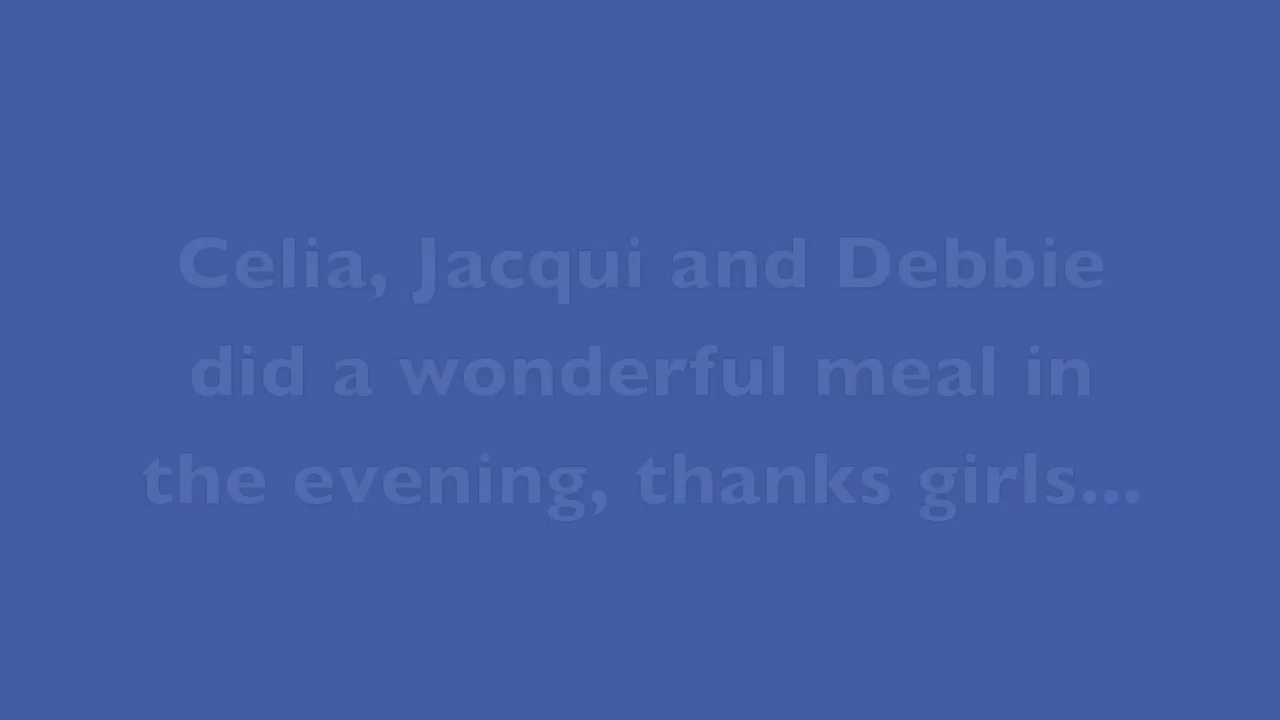 Celia, Jacqui and Debbie
did a wonderful meal in
the evening, thanks girls...